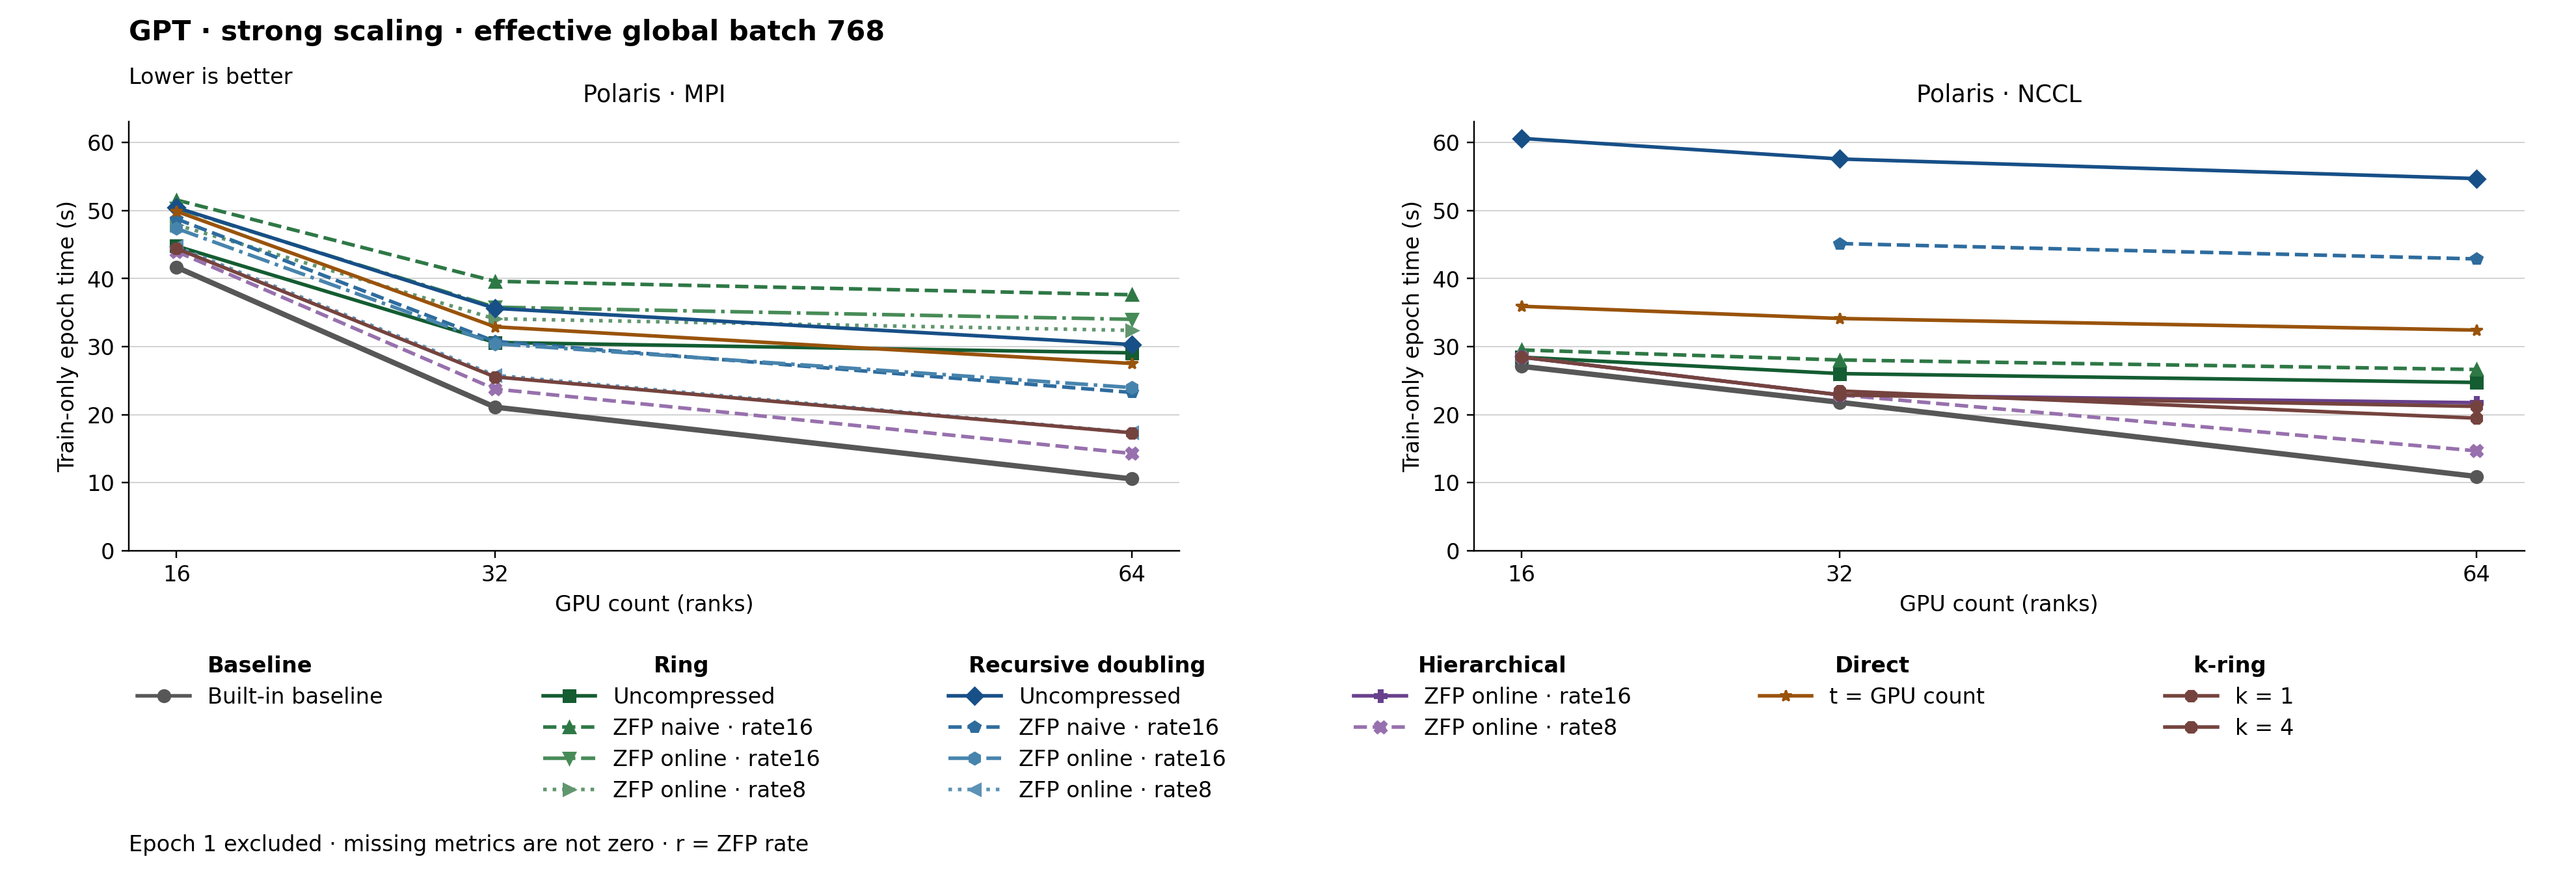 GPT · strong scaling · effective global batch 768
Lower is better
Polaris · MPI
Train-only epoch time (s)
60
50
40
30
20
10
0
16 32 64
GPU count (ranks)
Polaris · NCCL
Train-only epoch time (s)
60
50
40
30
20
10
0
16 32 64
GPU count (ranks)
Baseline
Built-in baseline
Ring
Uncompressed
ZFP naive · rate16
ZFP online · rate16
ZFP online · rate8
Recursive doubling
Uncompressed
ZFP naive · rate16
ZFP online · rate16
ZFP online · rate8
Hierarchical
ZFP online · rate16
ZFP online · rate8
Direct
t = GPU count
k-ring
k = 1
k = 4
Epoch 1 excluded · missing metrics are not zero · r = ZFP rate